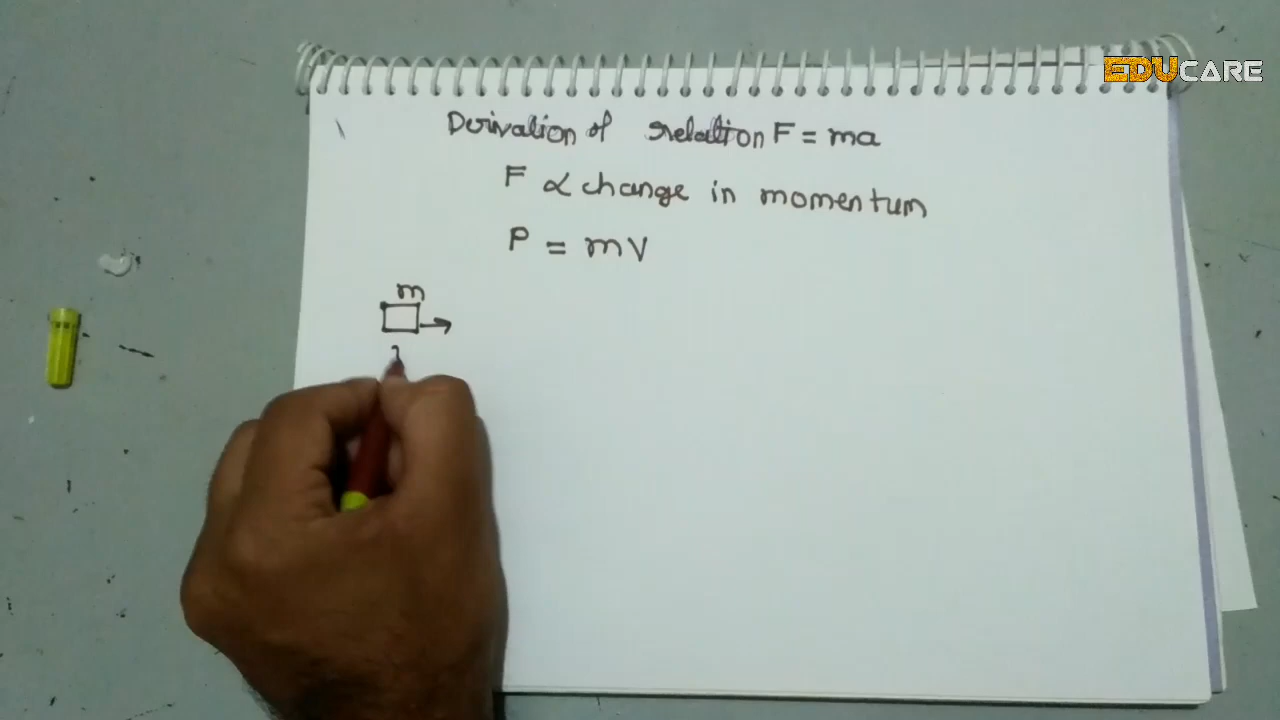 EDUCARE
Derivation of relation F = ma
F ∝ change in momentum
P = mv
m